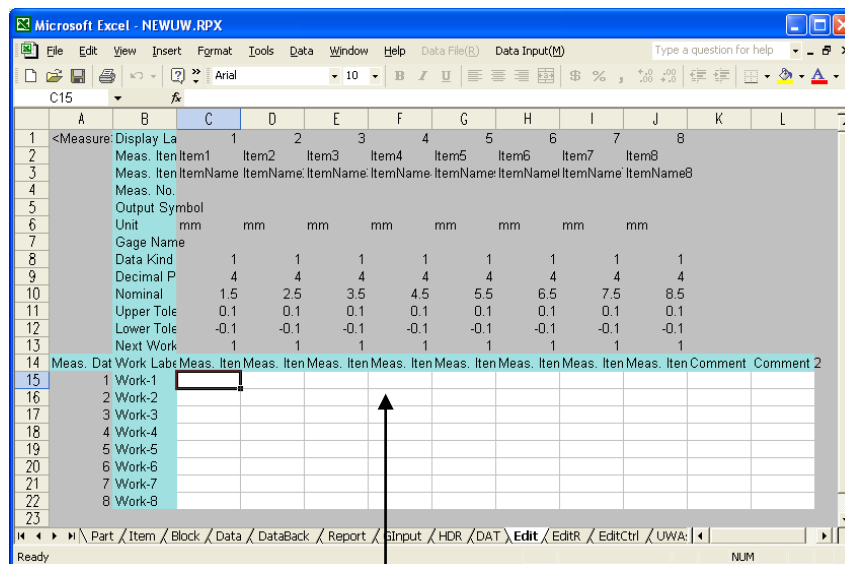 Microsoft Excel - NEWUW.RPX
File Edit View Insert Format Tools Data Window Help Data File(R) Data Input(M) Type a question for help
Arial 10 B I U $ % ,
C15 fx
A B C D E F G H I J K L
1 <Measure Display La 1 2 3 4 5 6 7 8
2 Meas. Iten Item1 Item2 Item3 Item4 Item5 Item6 Item7 Item8
3 Meas. Iten ItemName ItemName ItemName ItemName ItemName ItemName ItemName ItemName8
4 Meas. No.
5 Output Symbol
6 Unit mm mm mm mm mm mm mm mm
7 Gage Name
8 Data Kind 1 1 1 1 1 1 1 1
9 Decimal P 4 4 4 4 4 4 4 4
10 Nominal 1.5 2.5 3.5 4.5 5.5 6.5 7.5 8.5
11 Upper Tole 0.1 0.1 0.1 0.1 0.1 0.1 0.1 0.1
12 Lower Tole -0.1 -0.1 -0.1 -0.1 -0.1 -0.1 -0.1 -0.1
13 Next Work 1 1 1 1 1 1 1 1
14 Meas. Dat Work Labe Meas. Iten Meas. Iten Meas. Iten Meas. Iten Meas. Iten Meas. Iten Meas. Iten Meas. Iten Comment Comment 2
15 1 Work-1
16 2 Work-2
17 3 Work-3
18 4 Work-4
19 5 Work-5
20 6 Work-6
21 7 Work-7
22 8 Work-8
23
Part / Item / Block / Data / DataBack / Report / GInput / HDR / DAT \ Edit / EditR / EditCtrl / UWA
Ready NUM